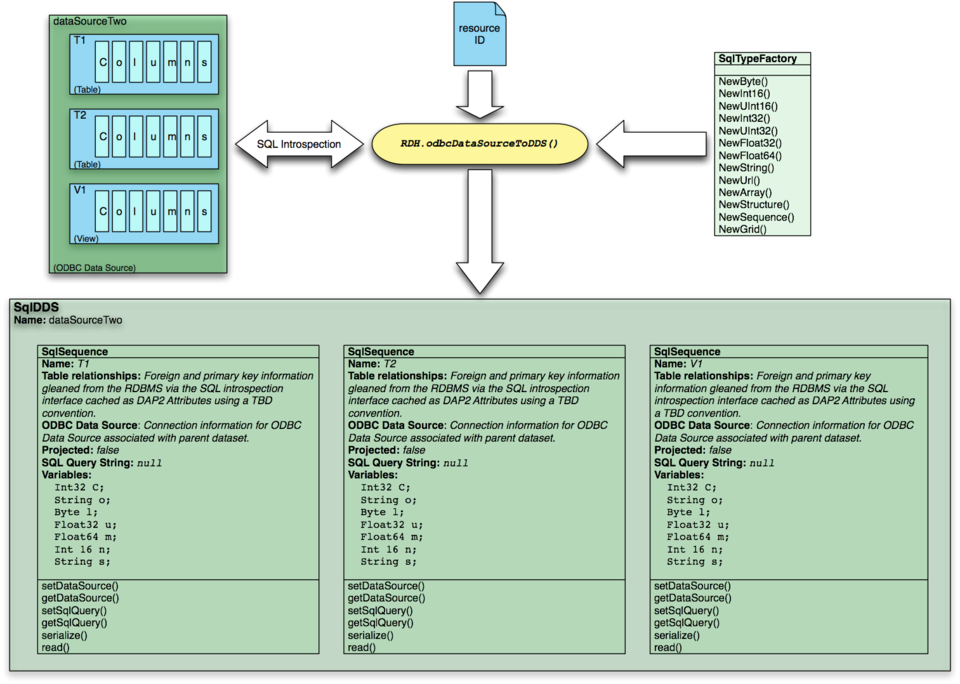 dataSourceTwo
T1
C o l u m n s
(Table)
T2
C o l u m n s
(Table)
V1
C o l u m n s
(View)
(ODBC Data Source)
SQL Introspection
resource
ID
RDH.odbcDataSourceToDDS()
SqlTypeFactory
NewByte()
NewInt16()
NewUInt16()
NewInt32()
NewUInt32()
NewFloat32()
NewFloat64()
NewString()
NewUrl()
NewArray()
NewStructure()
NewSequence()
NewGrid()
SqlDDS
Name: dataSourceTwo
SqlSequence
Name: T1
Table relationships: Foreign and primary key information
gleaned from the RDBMS via the SQL introspection
interface cached as DAP2 Attributes using a TBD
convention.
ODBC Data Source: Connection information for ODBC
Data Source associated with parent dataset.
Projected: false
SQL Query String: null
Variables:
Int32 C;
String o;
Byte l;
Float32 u;
Float64 m;
Int 16 n;
String s;
setDataSource()
getDataSource()
setSqlQuery()
getSqlQuery()
serialize()
read()
SqlSequence
Name: T2
Table relationships: Foreign and primary key information
gleaned from the RDBMS via the SQL introspection
interface cached as DAP2 Attributes using a TBD
convention.
ODBC Data Source: Connection information for ODBC
Data Source associated with parent dataset.
Projected: false
SQL Query String: null
Variables:
Int32 C;
String o;
Byte l;
Float32 u;
Float64 m;
Int 16 n;
String s;
setDataSource()
getDataSource()
setSqlQuery()
getSqlQuery()
serialize()
read()
SqlSequence
Name: V1
Table relationships: Foreign and primary key
information gleaned from the RDBMS via the SQL
introspection interface cached as DAP2 Attributes using
a TBD convention.
ODBC Data Source: Connection information for ODBC
Data Source associated with parent dataset.
Projected: false
SQL Query String: null
Variables:
Int32 C;
String o;
Byte l;
Float32 u;
Float64 m;
Int 16 n;
String s;
setDataSource()
getDataSource()
setSqlQuery()
getSqlQuery()
serialize()
read()